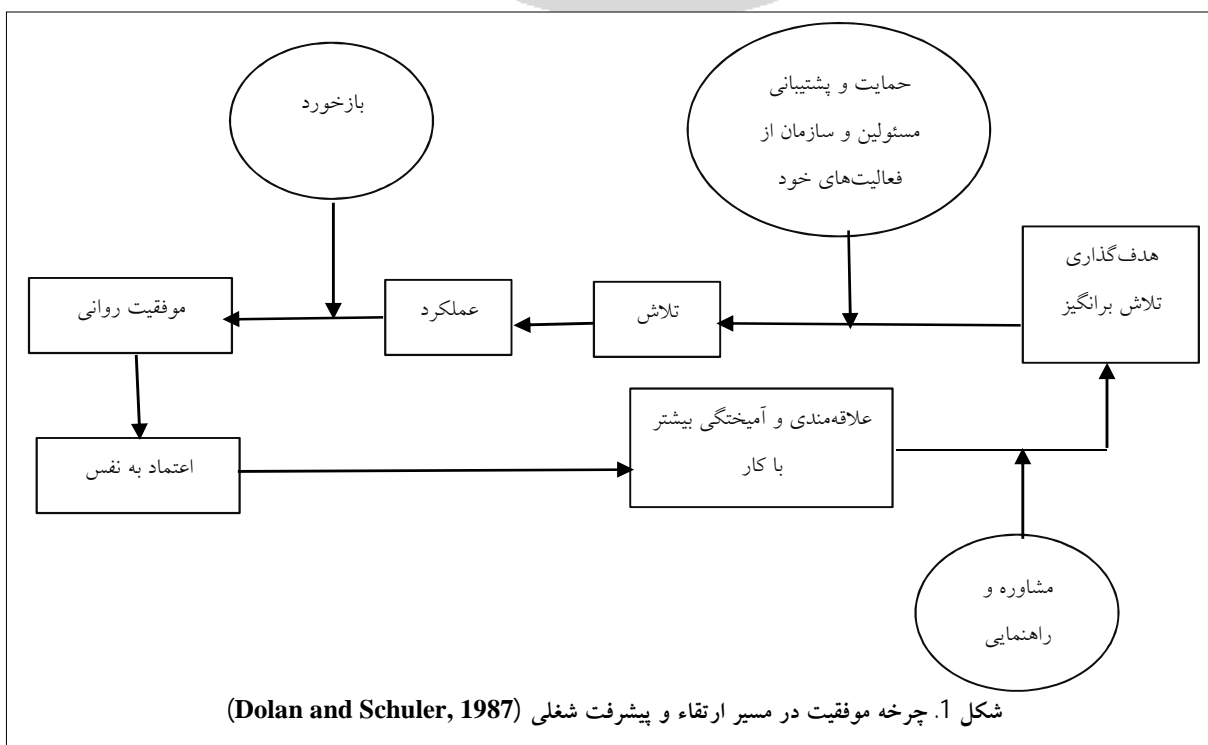 بازخورد
حمایت و پشتیبانی
مسئولین و سازمان از
فعالیت‌های خود
هدف‌گذاری
تلاش برانگیز
تلاش
عملکرد
موفقیت روانی
اعتماد به نفس
علاقه‌مندی و آمیختگی بیشتر
با کار
مشاوره و
راهنمایی
شکل 1. چرخه موفقیت در مسیر ارتقاء و پیشرفت شغلی (Dolan and Schuler, 1987)